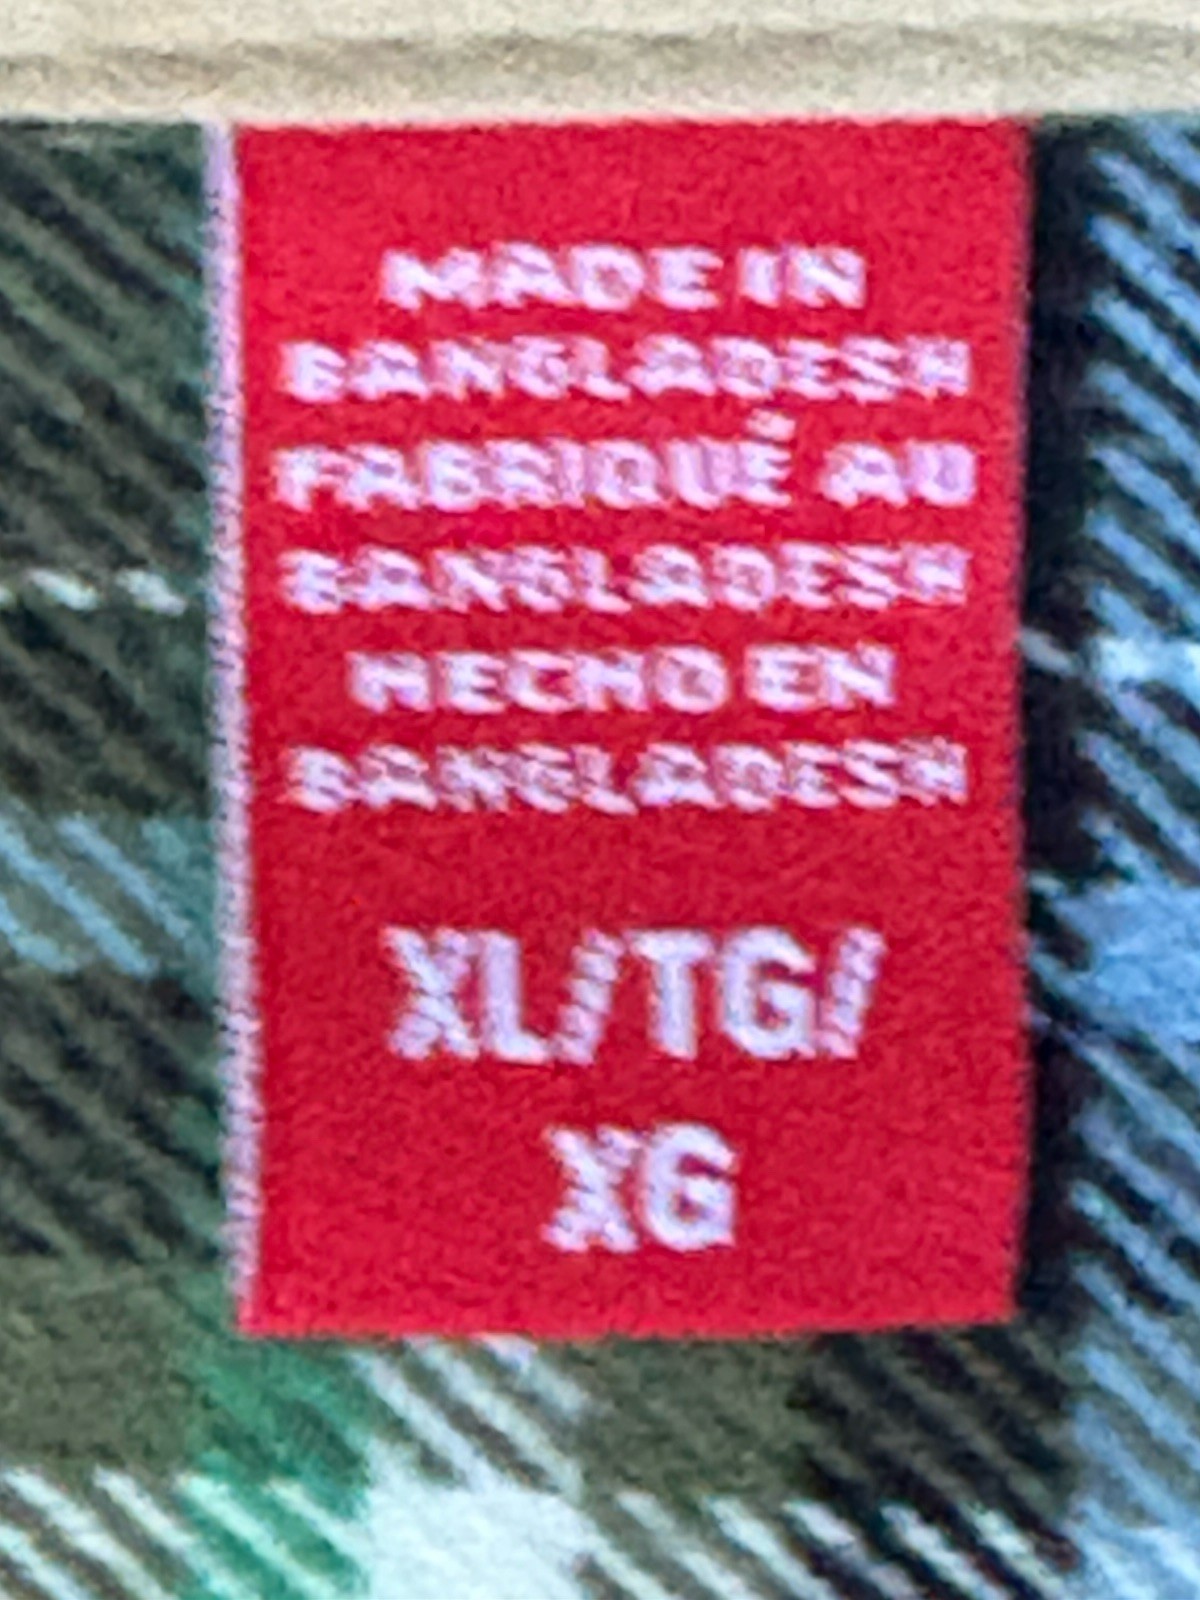 MADE IN
BANGLADESH
FABRIQUÉ AU
BANGLADESH
HECHO EN
BANGLADESH
XL/TG/
XG